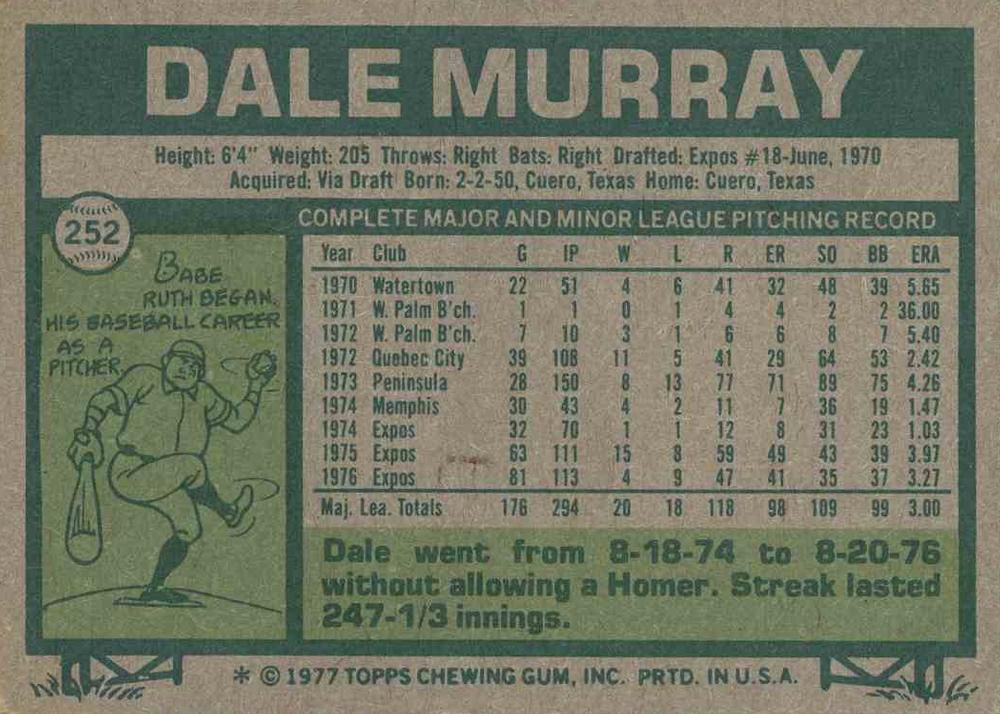 DALE MURRAY
Height: 6'4" Weight: 205 Throws: Right Bats: Right Drafted: Expos #18-June, 1970
Acquired: Via Draft Born: 2-2-50, Cuero, Texas Home: Cuero, Texas
252
BABE
RUTH BEGAN
HIS BASEBALL CAREER
AS A
PITCHER.
COMPLETE MAJOR AND MINOR LEAGUE PITCHING RECORD
Year Club G IP W L R ER SO BB ERA
1970 Watertown 22 51 4 6 41 32 48 39 5.65
1971 W. Palm B'ch. 1 1 0 1 4 4 2 2 36.00
1972 W. Palm B'ch. 7 10 3 1 6 6 8 7 5.40
1972 Quebec City 39 108 11 5 41 29 64 53 2.42
1973 Peninsula 28 150 8 13 77 71 89 75 4.26
1974 Memphis 30 43 4 2 11 7 36 19 1.47
1974 Expos 32 70 1 1 12 8 31 23 1.03
1975 Expos 63 111 15 8 59 49 43 39 3.97
1976 Expos 81 113 4 9 47 41 35 37 3.27
Maj. Lea. Totals 176 294 20 18 118 98 109 99 3.00
Dale went from 8-18-74 to 8-20-76
without allowing a Homer. Streak lasted
247-1/3 innings.
* © 1977 TOPPS CHEWING GUM, INC. PRTD. IN U.S.A.